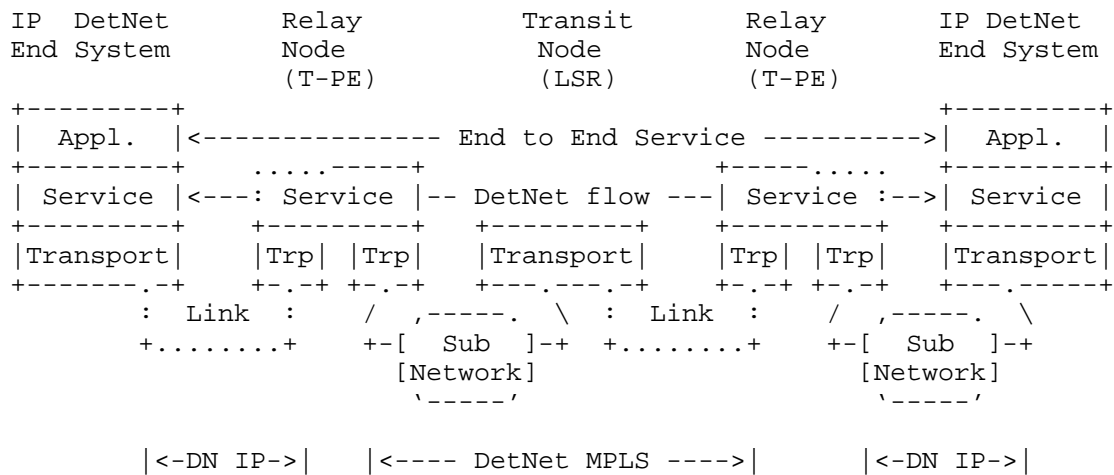 IP  DetNet         Relay             Transit           Relay         IP DetNet
End System         Node               Node             Node          End System
                   (T-PE)             (LSR)            (T-PE)
+---------+                                                     +---------+
|  Appl.  |<--------------- End to End Service ---------->|  Appl.  |
+---------+     .....-----+                   +-----.....   +---------+
| Service |<---: Service |-- DetNet flow ---| Service :-->| Service |
+---------+    +---------+    +---------+    +---------+    +---------+
|Transport|    |Trp| |Trp|    |Transport|    |Trp| |Trp|    |Transport|
+-------.-+    +-.-+ +-.-+    +---.---.-+    +-.-+ +-.-+    +---.-----+
        :  Link  :    /  ,-----.  \  :  Link  :    /  ,-----.  \
        +........+    +-[  Sub  ]-+  +........+    +-[  Sub  ]-+
                        [Network]                    [Network]
                         `-----'                      `-----'
        |<-DN IP->|   |<---- DetNet MPLS ---->|      |<-DN IP->|